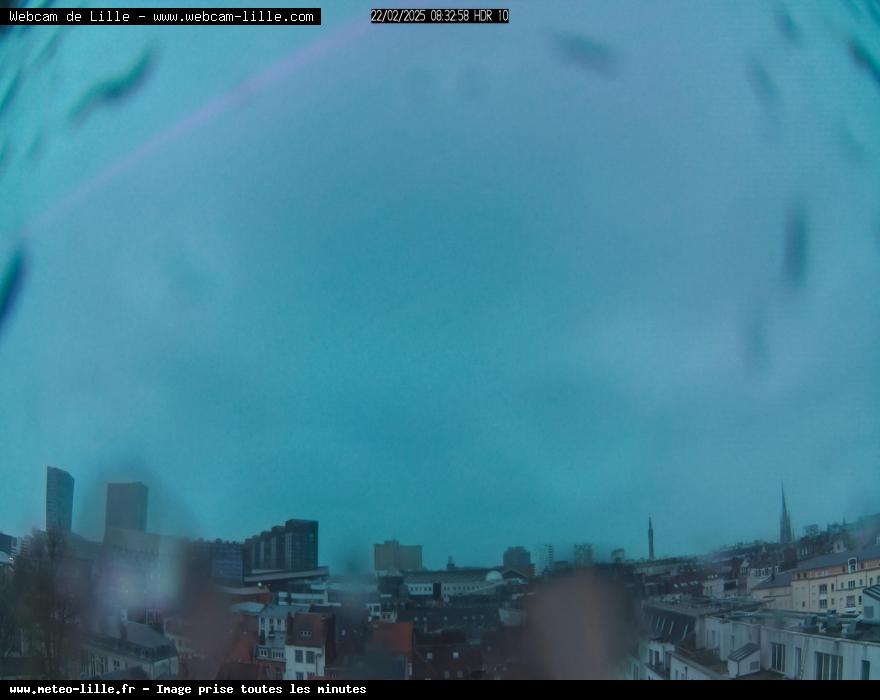 Webcam de Lille - www.webcam-lille.com
22/02/2025 08:32:58 HDR 10
www.meteo-lille.fr - Image prise toutes les minutes